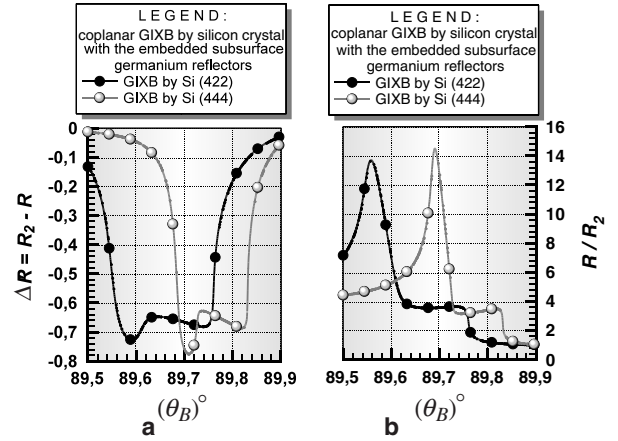 L E G E N D :
coplanar GIXB by silicon crystal
with the embedded subsurface
germanium reflectors
GIXB by Si (422)
GIXB by Si (444)
L E G E N D :
coplanar GIXB by silicon crystal
with the embedded subsurface
germanium reflectors
GIXB by Si (422)
GIXB by Si (444)
0
-0,1
-0,2
-0,3
-0,4
-0,5
-0,6
-0,7
-0,8
ΔR = R2 - R
89,5 89,6 89,7 89,8 89,9
(θB)°
a
16
14
12
10
8
6
4
2
0
R / R2
89,5 89,6 89,7 89,8 89,9
(θB)°
b